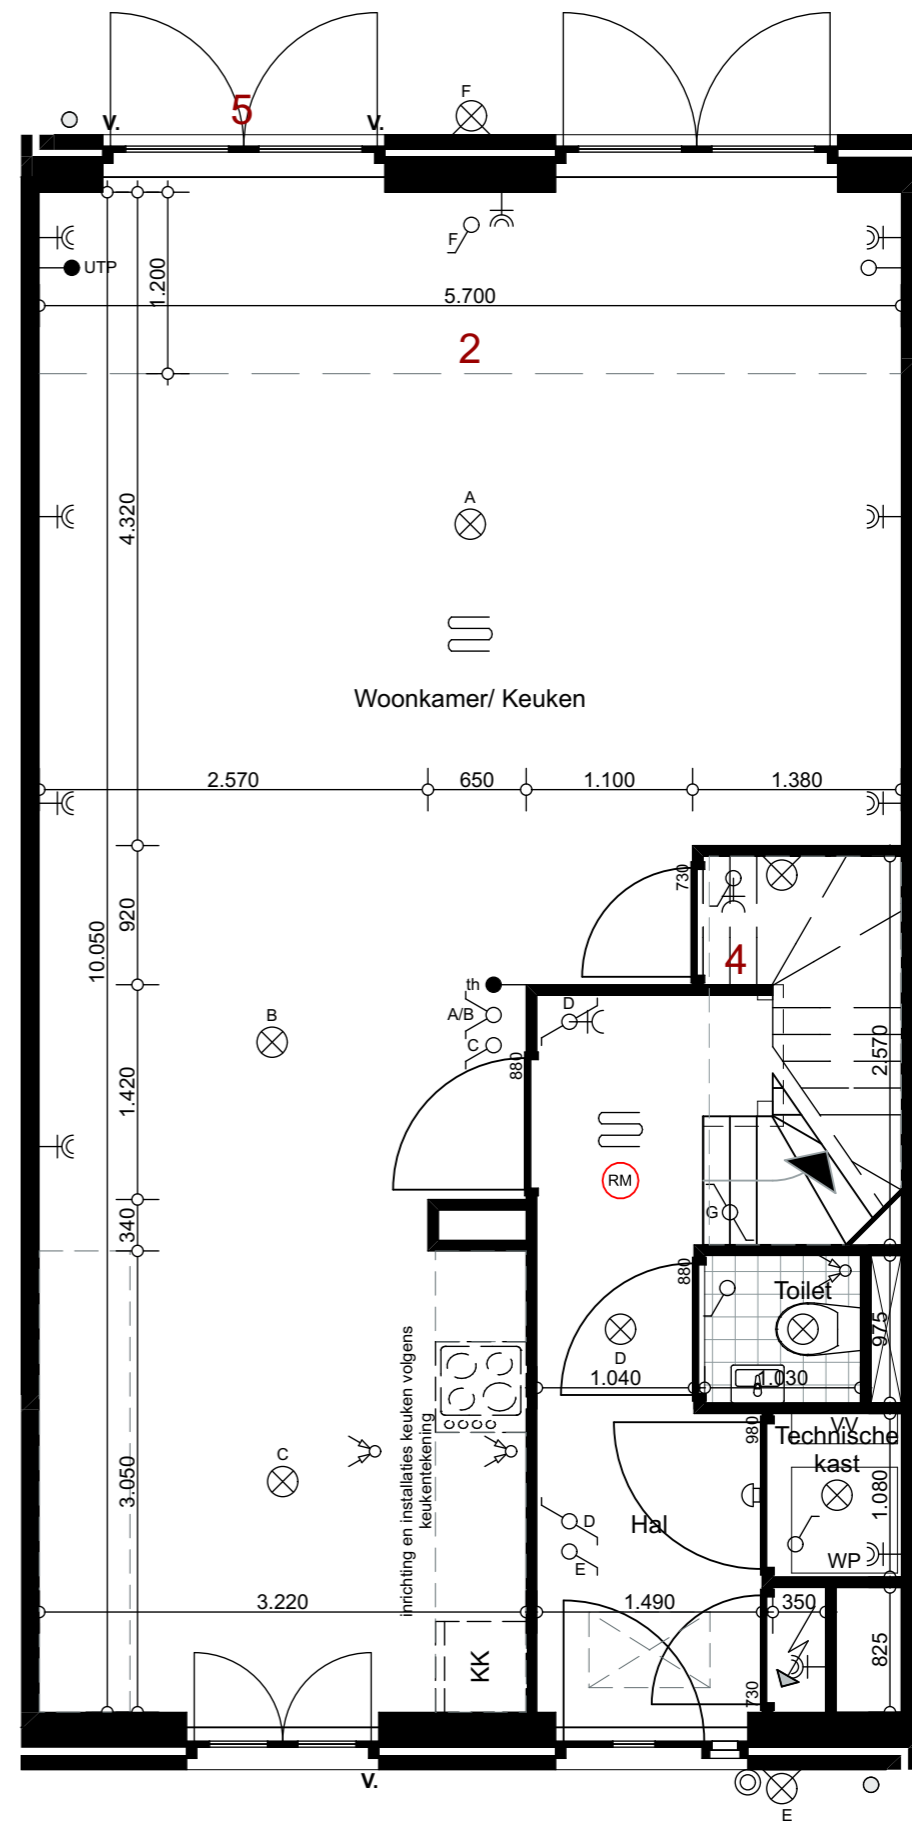 F
5
V.
V.
F
UTP
1.200
5.700
2
A
4.320
Woonkamer/ Keuken
2.570
650
1.100
1.380
730
920
10.050
4
th
A/B
D
B
C
880
2.570
1.420
RM
G
340
880
Toilet
975
D
1.040
1.030
inrichting en installaties keuken volgens
keukentekening
980
VV
Technische
kast
C
3.050
1.080
D
Hal
E
WP
3.220
1.490
350
825
KK
730
V.
E